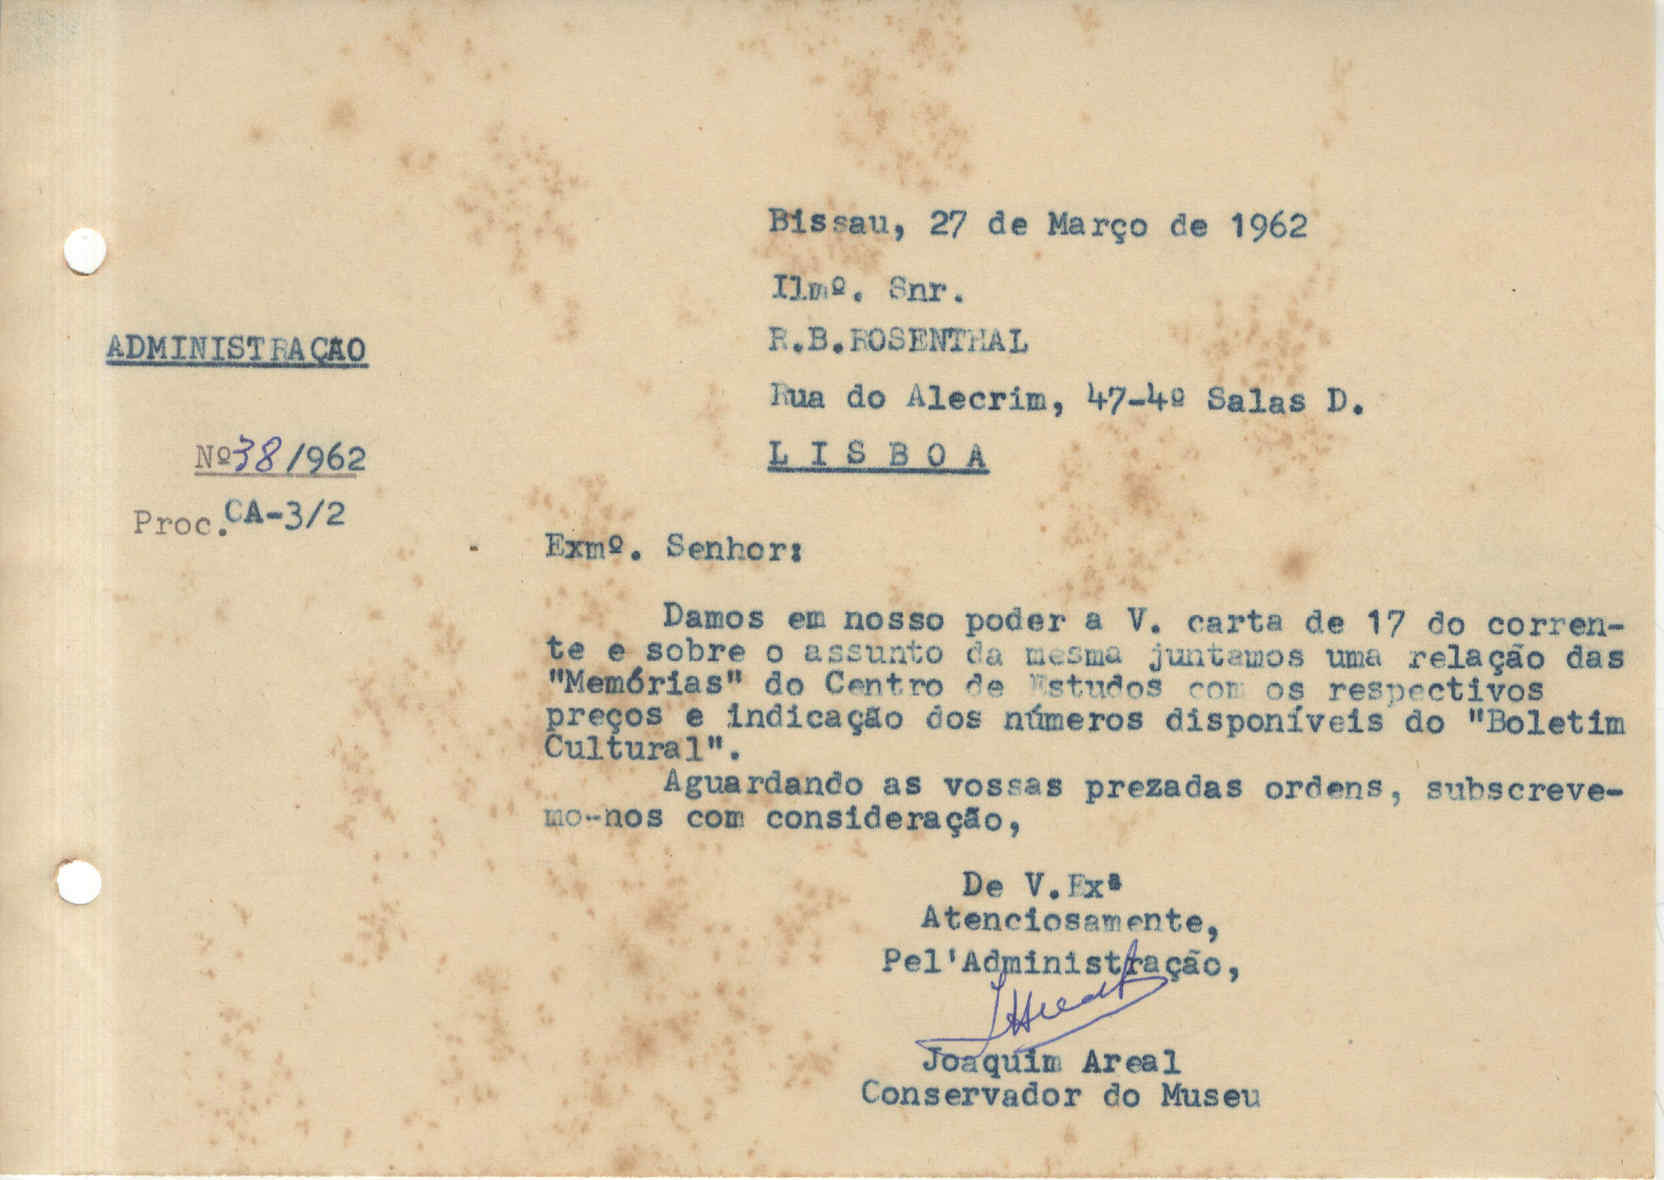 Bissau, 27 de Março de 1962
Ilmº. Snr.
R.B.ROSENTHAL
Rua do Alecrim, 47-4º Salas D.
L I S B O A
ADMINISTRAÇAO
Nº38/962
Proc.CA-3/2
Exmº. Senhor:
Damos em nosso poder a V. carta de 17 do corren-
te e sobre o assunto da mesma juntamos uma relação das
"Memórias" do Centro de Estudos com os respectivos
preços e indicação dos números disponíveis do "Boletim
Cultural".
Aguardando as vossas prezadas ordens, subscreve-
mo-nos com consideração,
De V.Exª
Atenciosamente,
Pel'Administração,
Joaquim Areal
Conservador do Museu